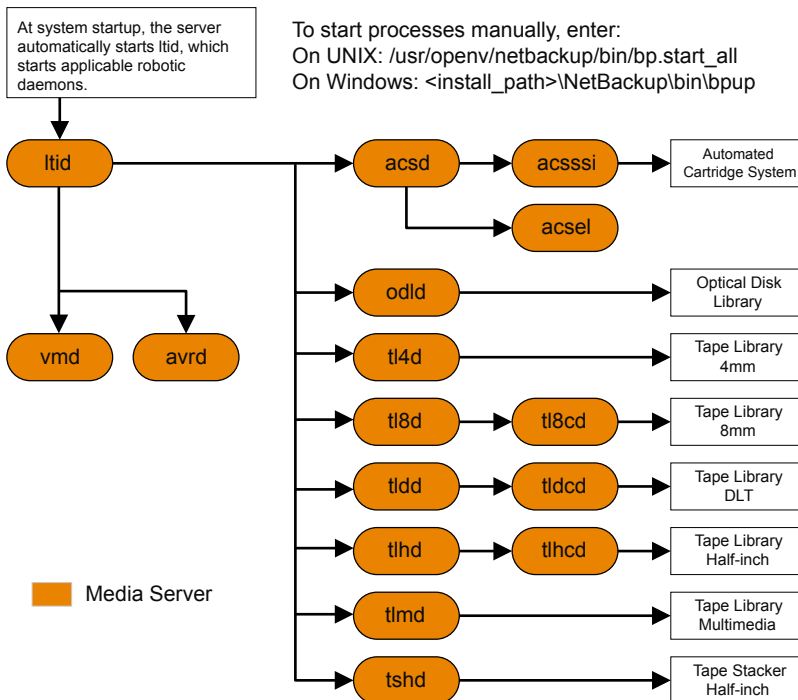 At system startup, the server
automatically starts ltid, which
starts applicable robotic
daemons.
To start processes manually, enter:
On UNIX: /usr/openv/netbackup/bin/bp.start_all
On Windows: <install_path>\NetBackup\bin\bpup
ltid
acsd
acsssi
Automated
Cartridge System
acsel
odld
Optical Disk
Library
vmd
avrd
tl4d
Tape Library
4mm
tl8d
tl8cd
Tape Library
8mm
tldd
tldcd
Tape Library
DLT
tlhd
tlhcd
Tape Library
Half-inch
Media Server
tlmd
Tape Library
Multimedia
tshd
Tape Stacker
Half-inch